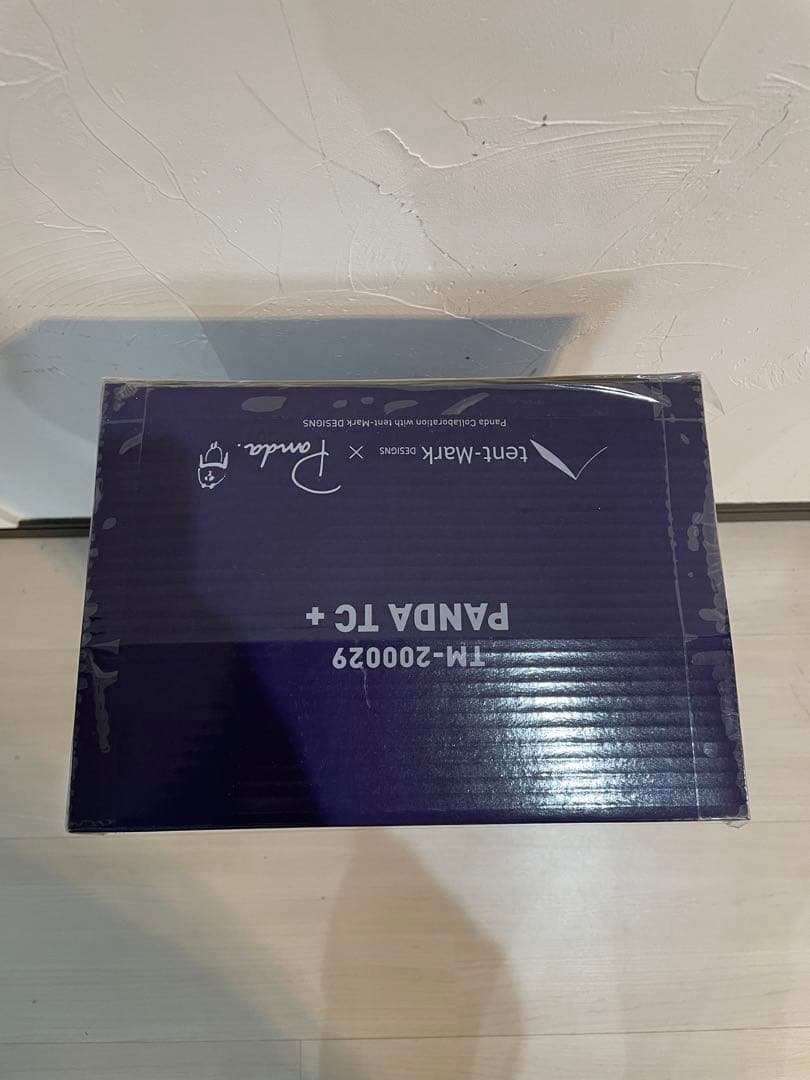 TM-200029
PANDA TC +
tent-Mark DESIGNS × Panda.
Panda Collaboration with tent-Mark DESIGNS